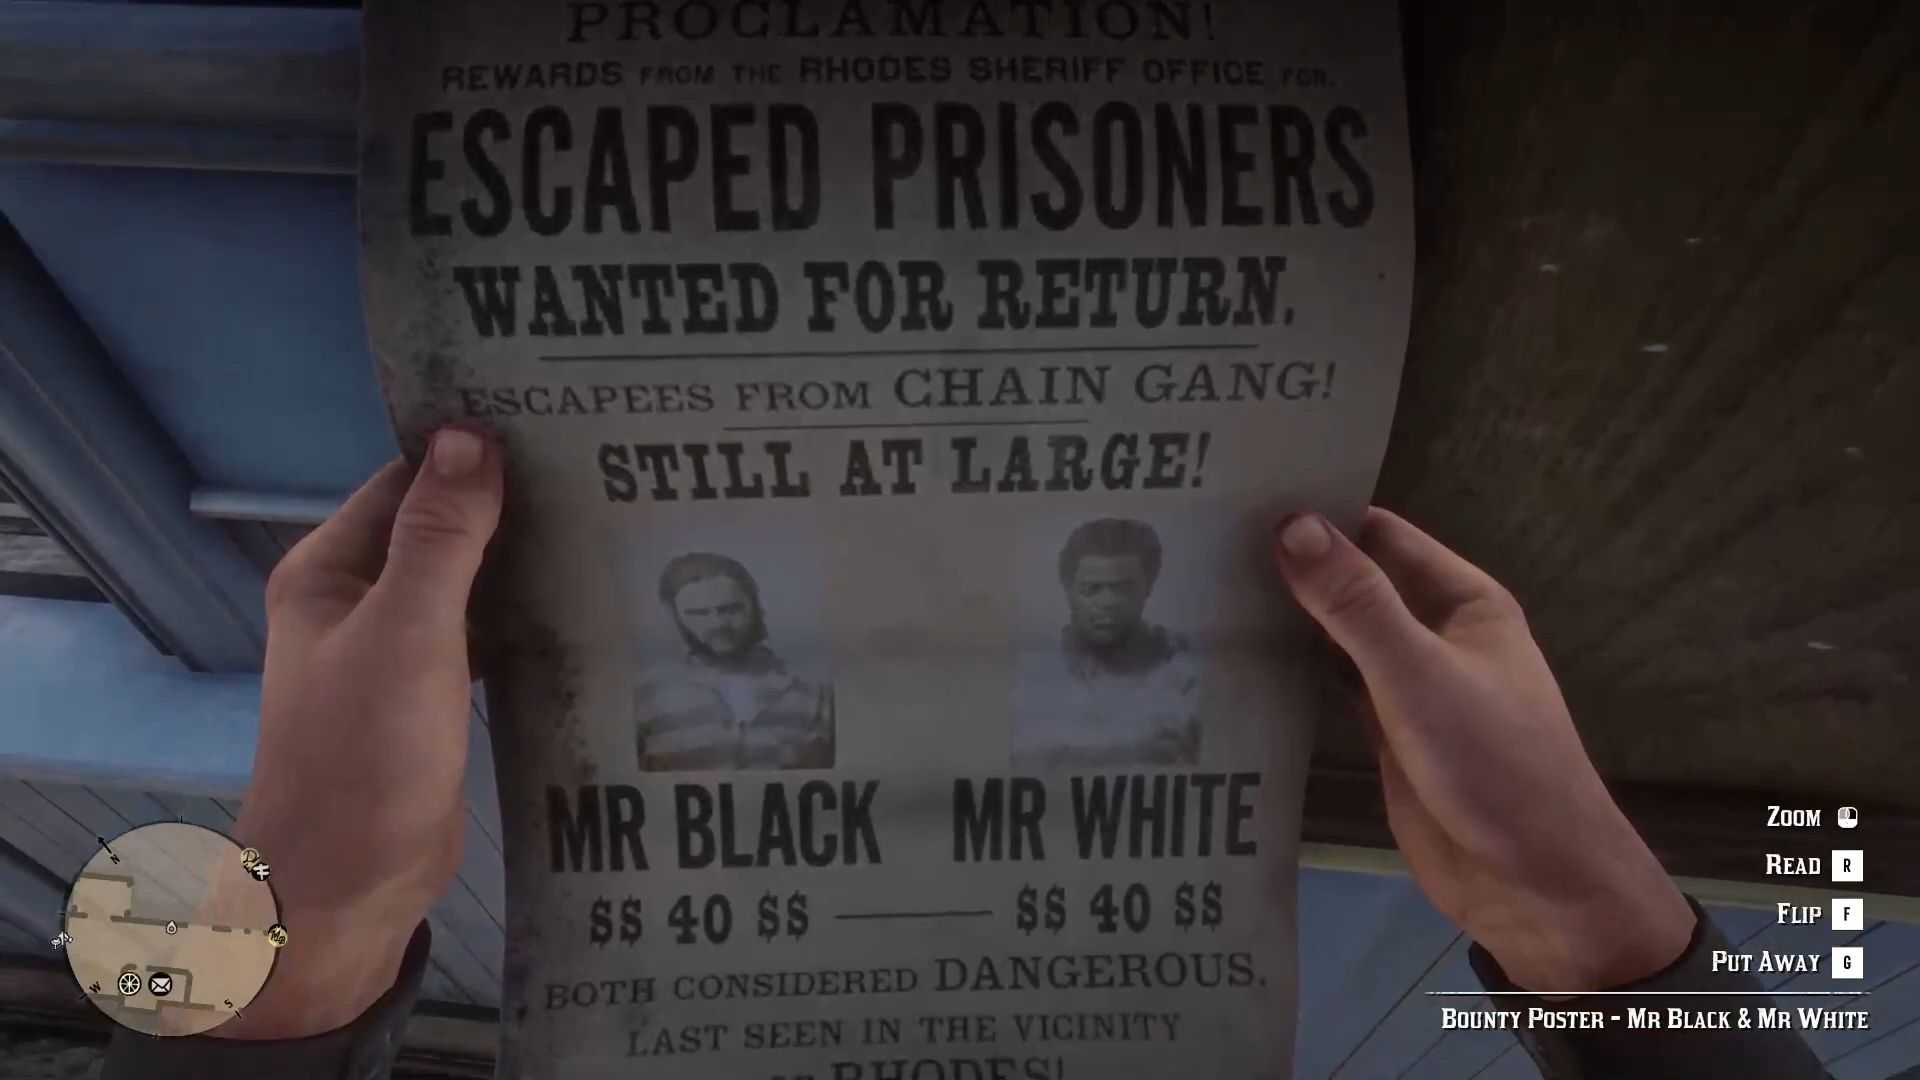 PROCLAMATION!
REWARDS FROM THE RHODES SHERIFF OFFICE FOR.
ESCAPED PRISONERS
WANTED FOR RETURN.
ESCAPEES FROM CHAIN GANG!
STILL AT LARGE!
MR BLACK MR WHITE
$$ 40 $$ $$ 40 $$
BOTH CONSIDERED DANGEROUS.
LAST SEEN IN THE VICINITY
OF RHODES!
N
W
S
ZOOM
READ R
FLIP F
PUT AWAY G
BOUNTY POSTER - MR BLACK & MR WHITE